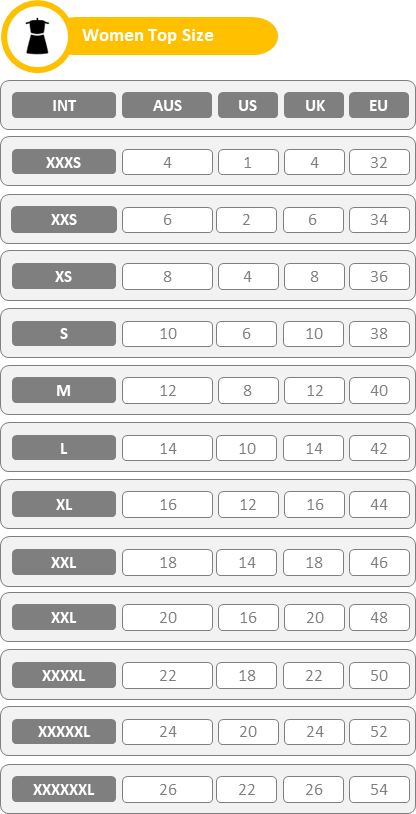 Women Top Size
INT AUS US UK EU
XXXS 4 1 4 32
XXS 6 2 6 34
XS 8 4 8 36
S 10 6 10 38
M 12 8 12 40
L 14 10 14 42
XL 16 12 16 44
XXL 18 14 18 46
XXL 20 16 20 48
XXXXL 22 18 22 50
XXXXXL 24 20 24 52
XXXXXXL 26 22 26 54